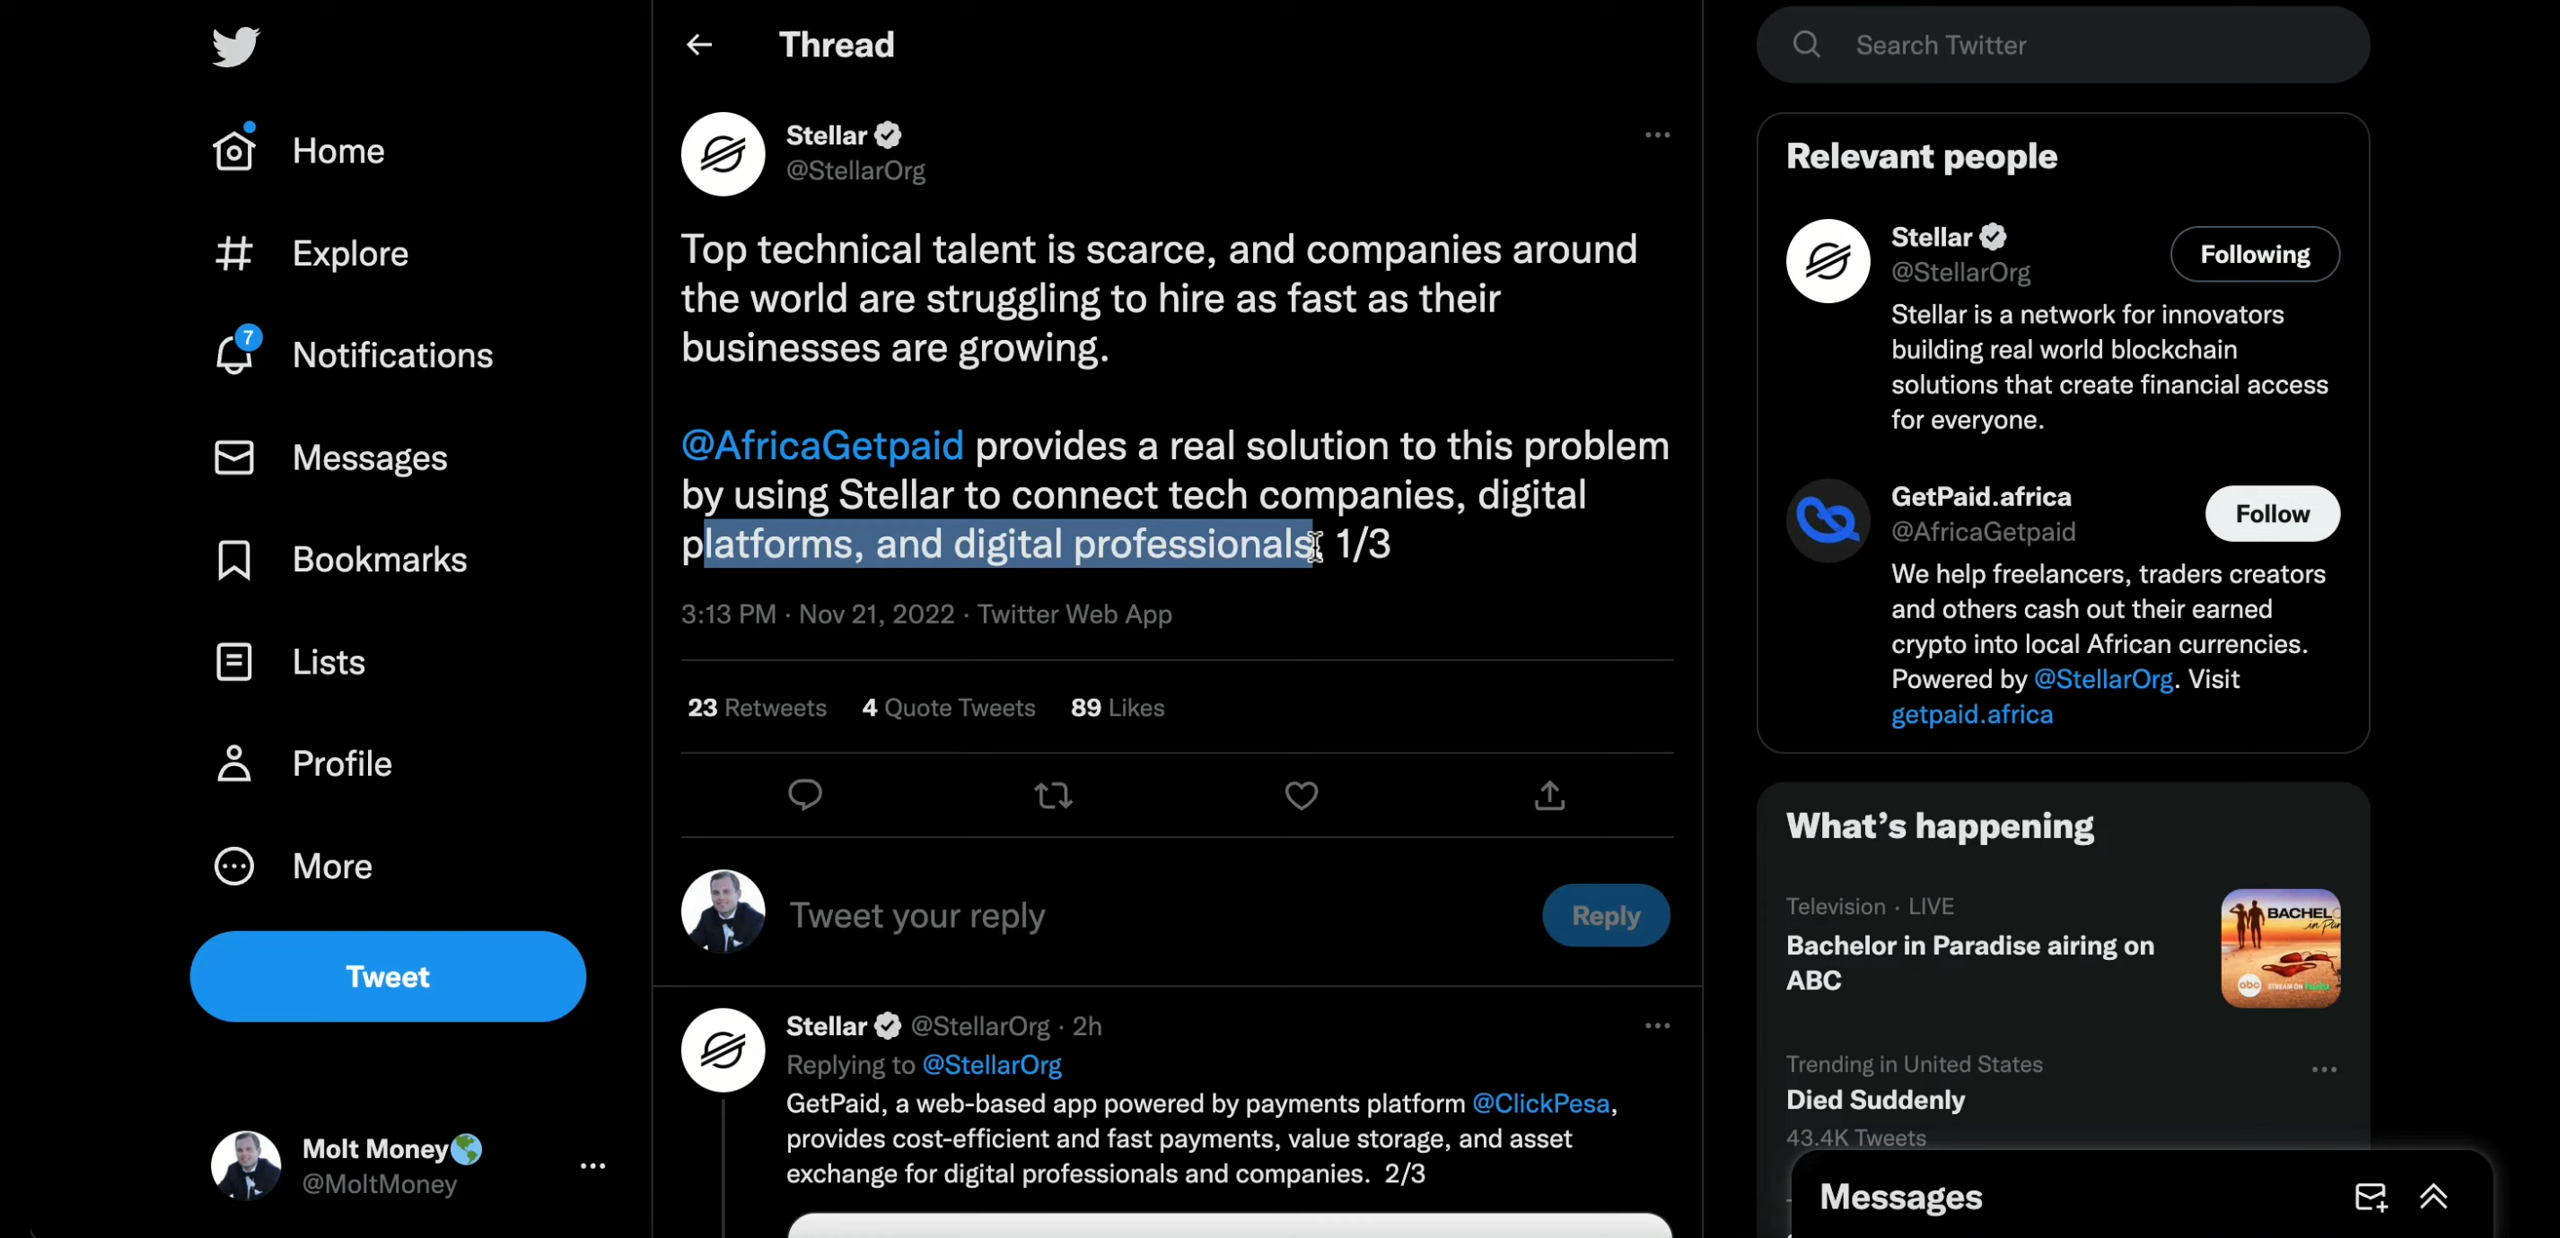 Home
Explore
7
Notifications
Messages
Bookmarks
Lists
Profile
More
Tweet
Molt Money
@MoltMoney
Thread
Stellar
@StellarOrg
Top technical talent is scarce, and companies around
the world are struggling to hire as fast as their
businesses are growing.
@AfricaGetpaid provides a real solution to this problem
by using Stellar to connect tech companies, digital
platforms, and digital professionals. 1/3
3:13 PM · Nov 21, 2022 · Twitter Web App
23 Retweets 4 Quote Tweets 89 Likes
Tweet your reply
Reply
Stellar @StellarOrg · 2h
Replying to @StellarOrg
GetPaid, a web-based app powered by payments platform @ClickPesa,
provides cost-efficient and fast payments, value storage, and asset
exchange for digital professionals and companies. 2/3
Search Twitter
Relevant people
Stellar
@StellarOrg
Following
Stellar is a network for innovators
building real world blockchain
solutions that create financial access
for everyone.
GetPaid.africa
@AfricaGetpaid
Follow
We help freelancers, traders creators
and others cash out their earned
crypto into local African currencies.
Powered by @StellarOrg. Visit
getpaid.africa
What's happening
Television · LIVE
Bachelor in Paradise airing on
ABC
BACHEL
in Par
abc STREAM ON hulu
Trending in United States
Died Suddenly
43.4K Tweets
Messages